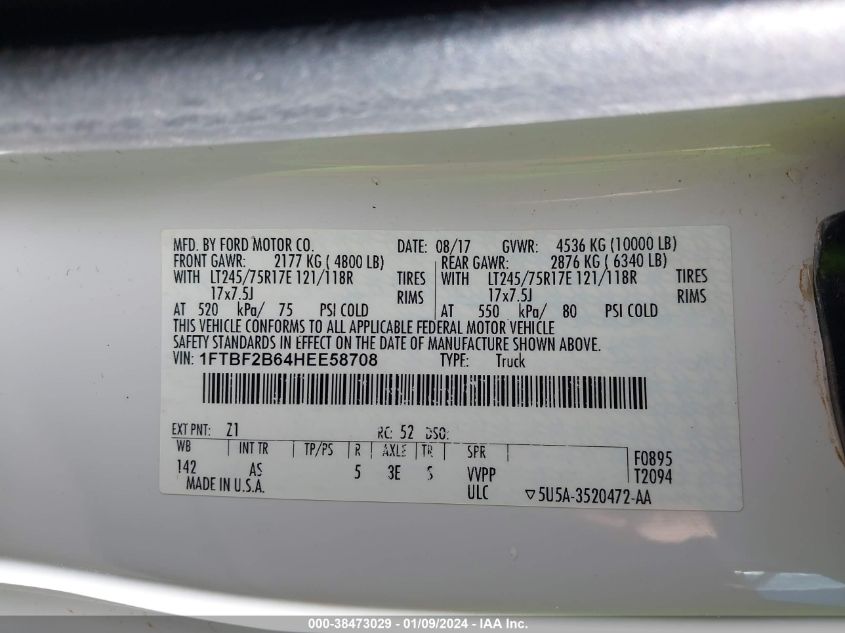 MFD. BY FORD MOTOR CO. DATE: 08/17 GVWR: 4536 KG (10000 LB)
FRONT GAWR: 2177 KG ( 4800 LB) REAR GAWR: 2876 KG ( 6340 LB)
WITH LT245/75R17E 121/118R TIRES WITH LT245/75R17E 121/118R TIRES
17x7.5J RIMS 17x7.5J RIMS
AT 520 kPa/ 75 PSI COLD AT 550 kPa/ 80 PSI COLD
THIS VEHICLE CONFORMS TO ALL APPLICABLE FEDERAL MOTOR VEHICLE
SAFETY STANDARDS IN EFFECT ON THE DATE OF MANUFACTURE SHOWN ABOVE.
VIN: 1FTBF2B64HEE58708 TYPE: Truck
EXT PNT: Z1 RC: 52 DSO:
WB INT TR TP/PS R AXLE TR SPR F0895
142 AS 5 3E S VVPP T2094
MADE IN U.S.A. ULC ▽5U5A-3520472-AA
000-38473029 - 01/09/2024 - IAA Inc.